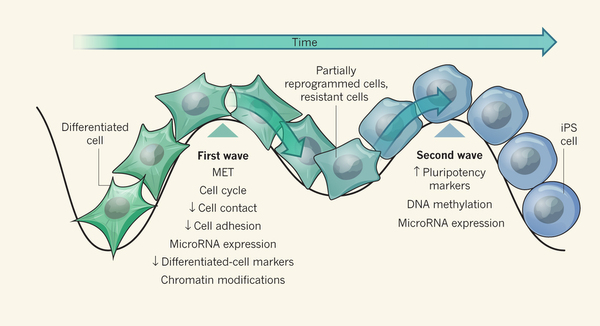 Time
Partially
reprogrammed cells,
resistant cells
Differentiated
cell
iPS
cell
First wave
MET
Cell cycle
↓ Cell contact
↓ Cell adhesion
MicroRNA expression
↓ Differentiated-cell markers
Chromatin modifications
Second wave
↑ Pluripotency
markers
DNA methylation
MicroRNA expression